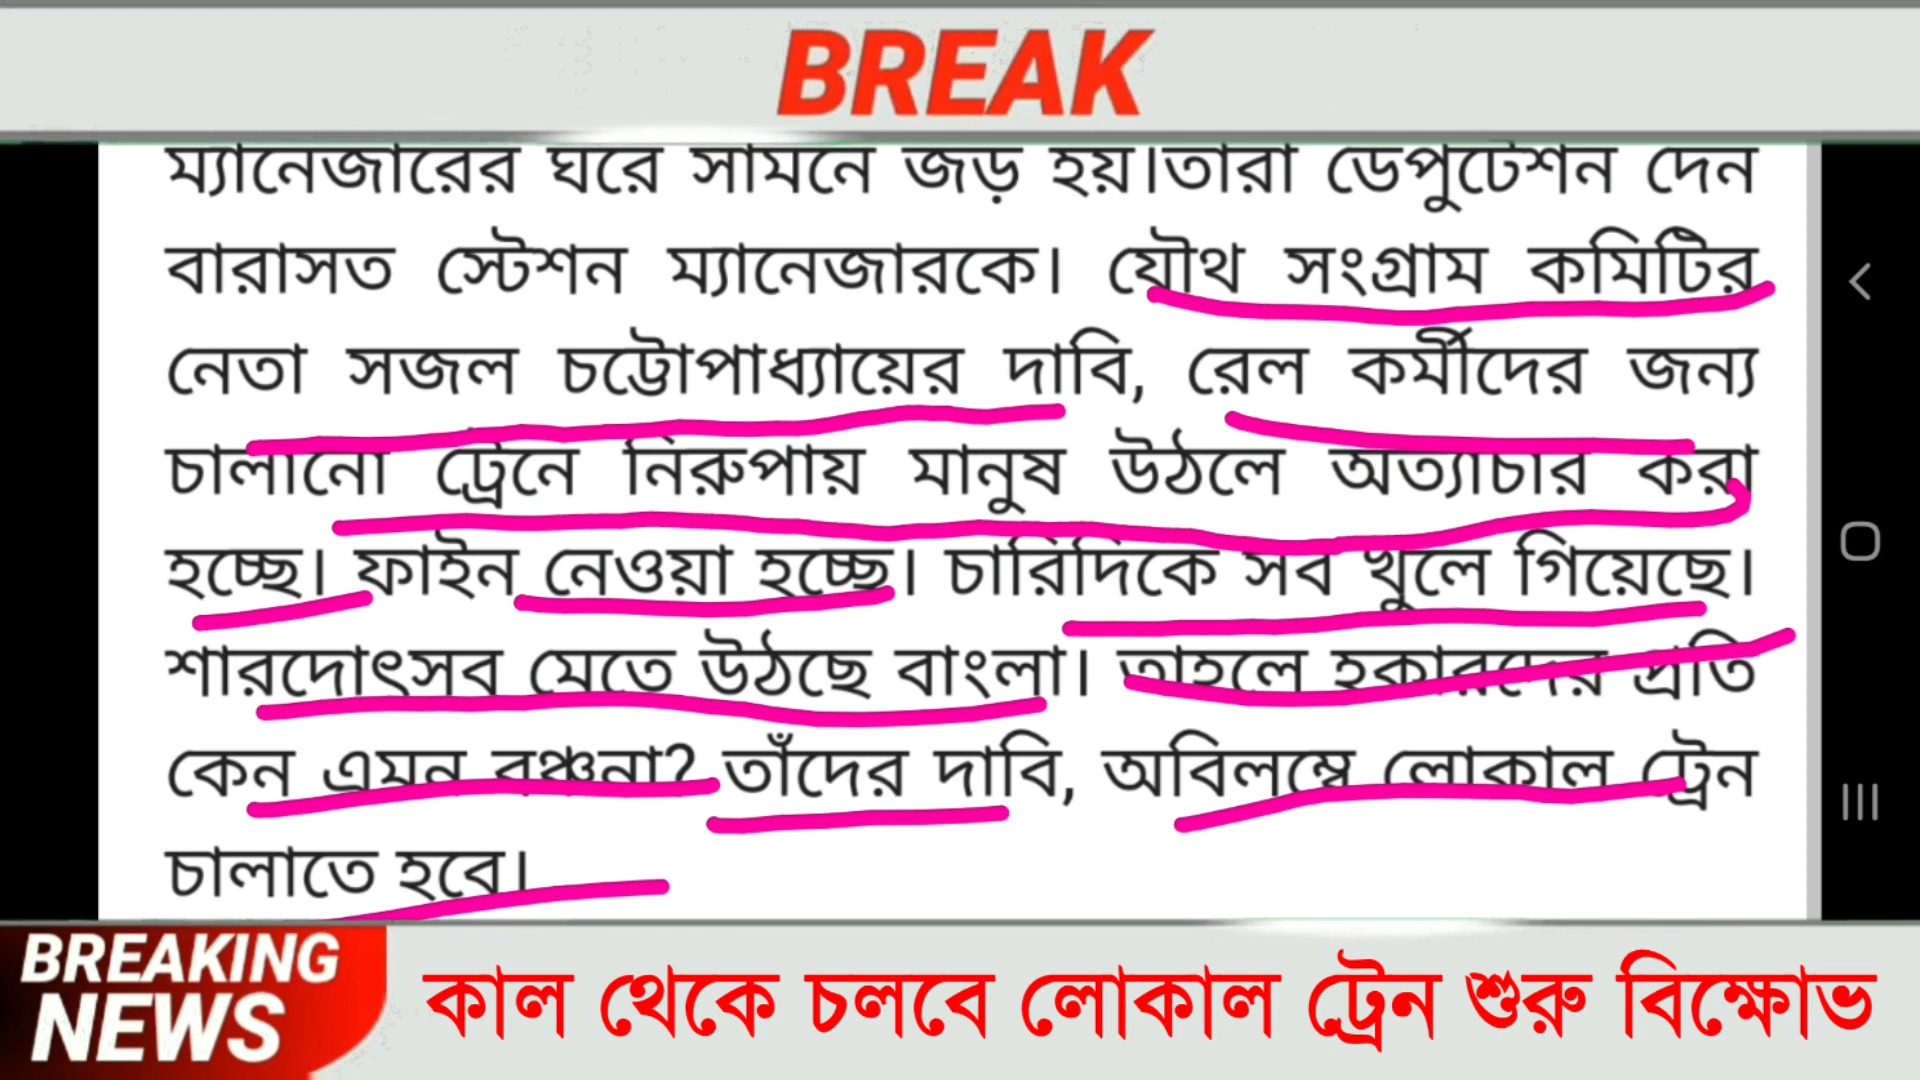 BREAK
ম্যানেজারের ঘরে সামনে জড় হয়।তারা ডেপুটেশন দেন
বারাসত স্টেশন ম্যানেজারকে। যৌথ সংগ্রাম কমিটির
নেতা সজল চট্টোপাধ্যায়ের দাবি, রেল কর্মীদের জন্য
চালানো ট্রেনে নিরুপায় মানুষ উঠলে অত্যাচার করা
হচ্ছে। ফাইন নেওয়া হচ্ছে। চারিদিকে সব খুলে গিয়েছে।
শারদোৎসব মেতে উঠছে বাংলা। তাহলে হকারদের প্রতি
কেন এমন বঞ্চনা? তাঁদের দাবি, অবিলম্বে লোকাল ট্রেন
চালাতে হবে।
BREAKING
NEWS
কাল থেকে চলবে লোকাল ট্রেন শুরু বিক্ষোভ